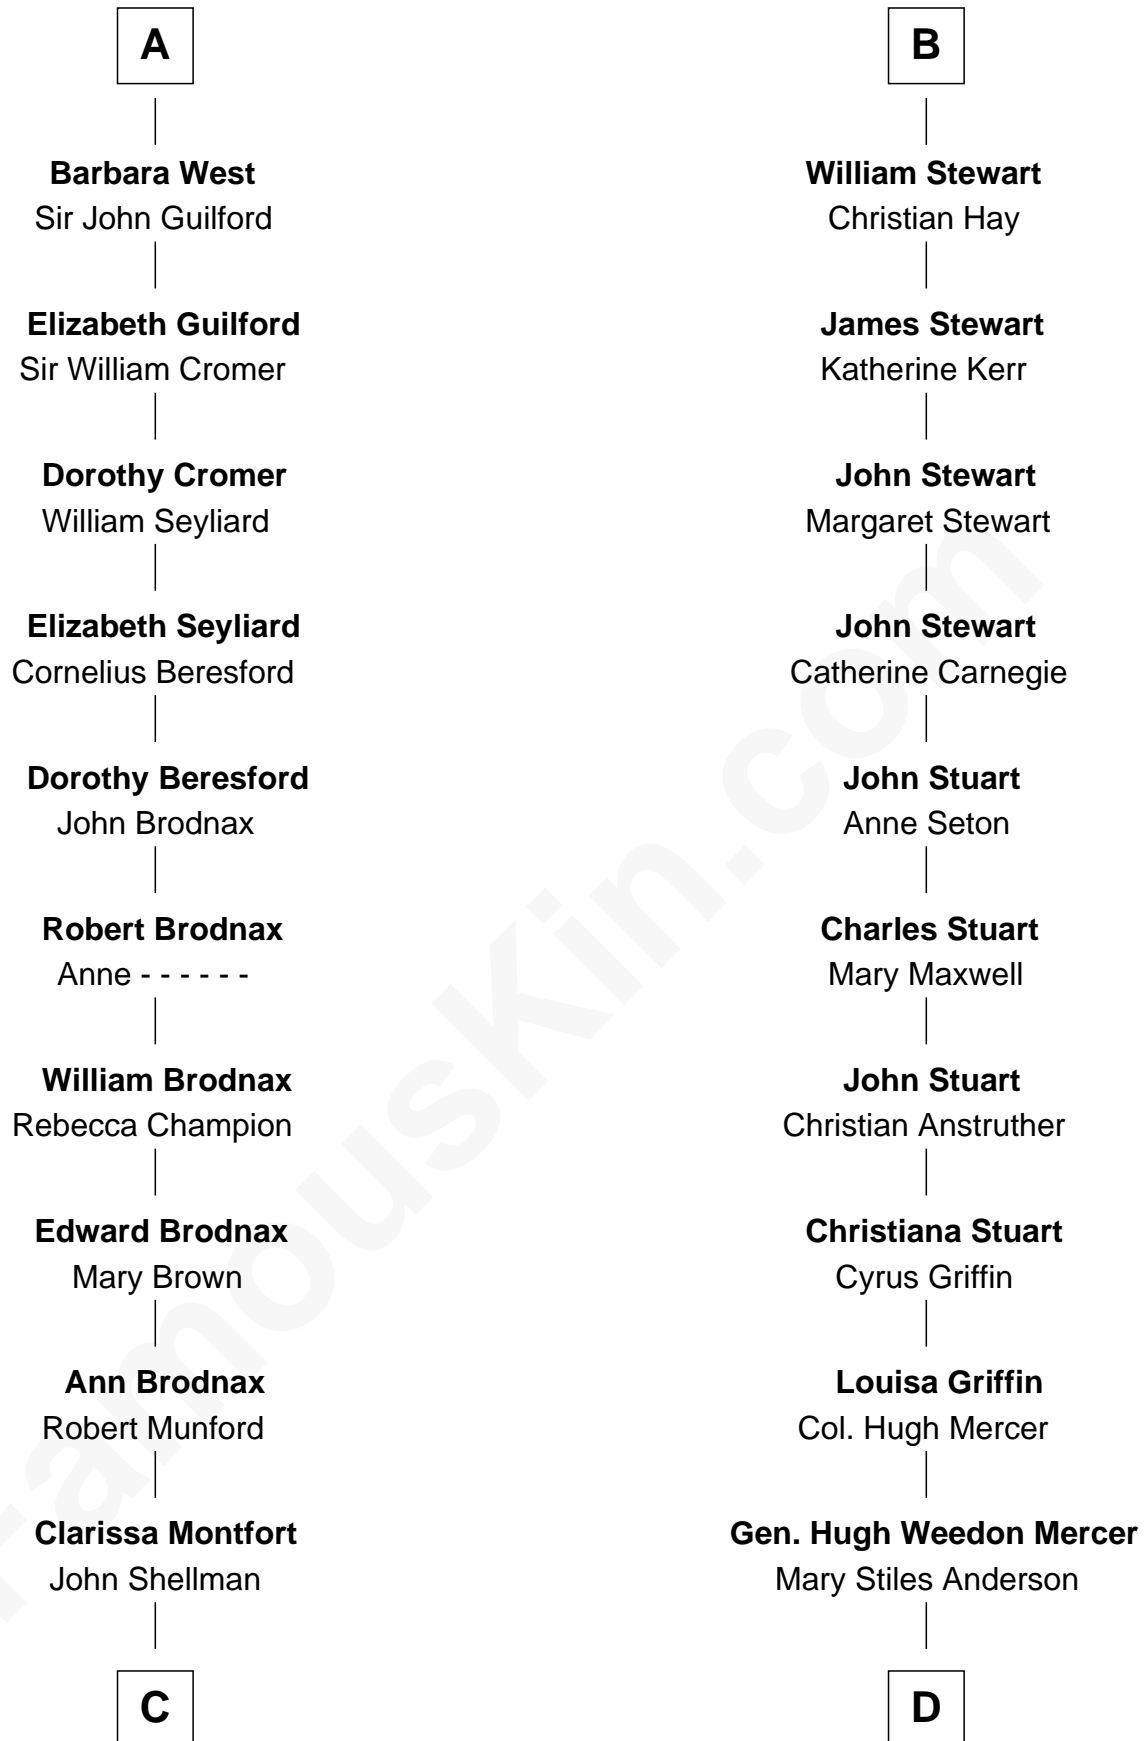 A
Barbara West
Sir John Guilford
Elizabeth Guilford
Sir William Cromer
Dorothy Cromer
William Seyliard
Elizabeth Seyliard
Cornelius Beresford
Dorothy Beresford
John Brodnax
Robert Brodnax
Anne - - - - - -
William Brodnax
Rebecca Champion
Edward Brodnax
Mary Brown
Ann Brodnax
Robert Munford
Clarissa Montfort
John Shellman
C
B
William Stewart
Christian Hay
James Stewart
Katherine Kerr
John Stewart
Margaret Stewart
John Stewart
Catherine Carnegie
John Stuart
Anne Seton
Charles Stuart
Mary Maxwell
John Stuart
Christian Anstruther
Christiana Stuart
Cyrus Griffin
Louisa Griffin
Col. Hugh Mercer
Gen. Hugh Weedon Mercer
Mary Stiles Anderson
D
FamousKin.com